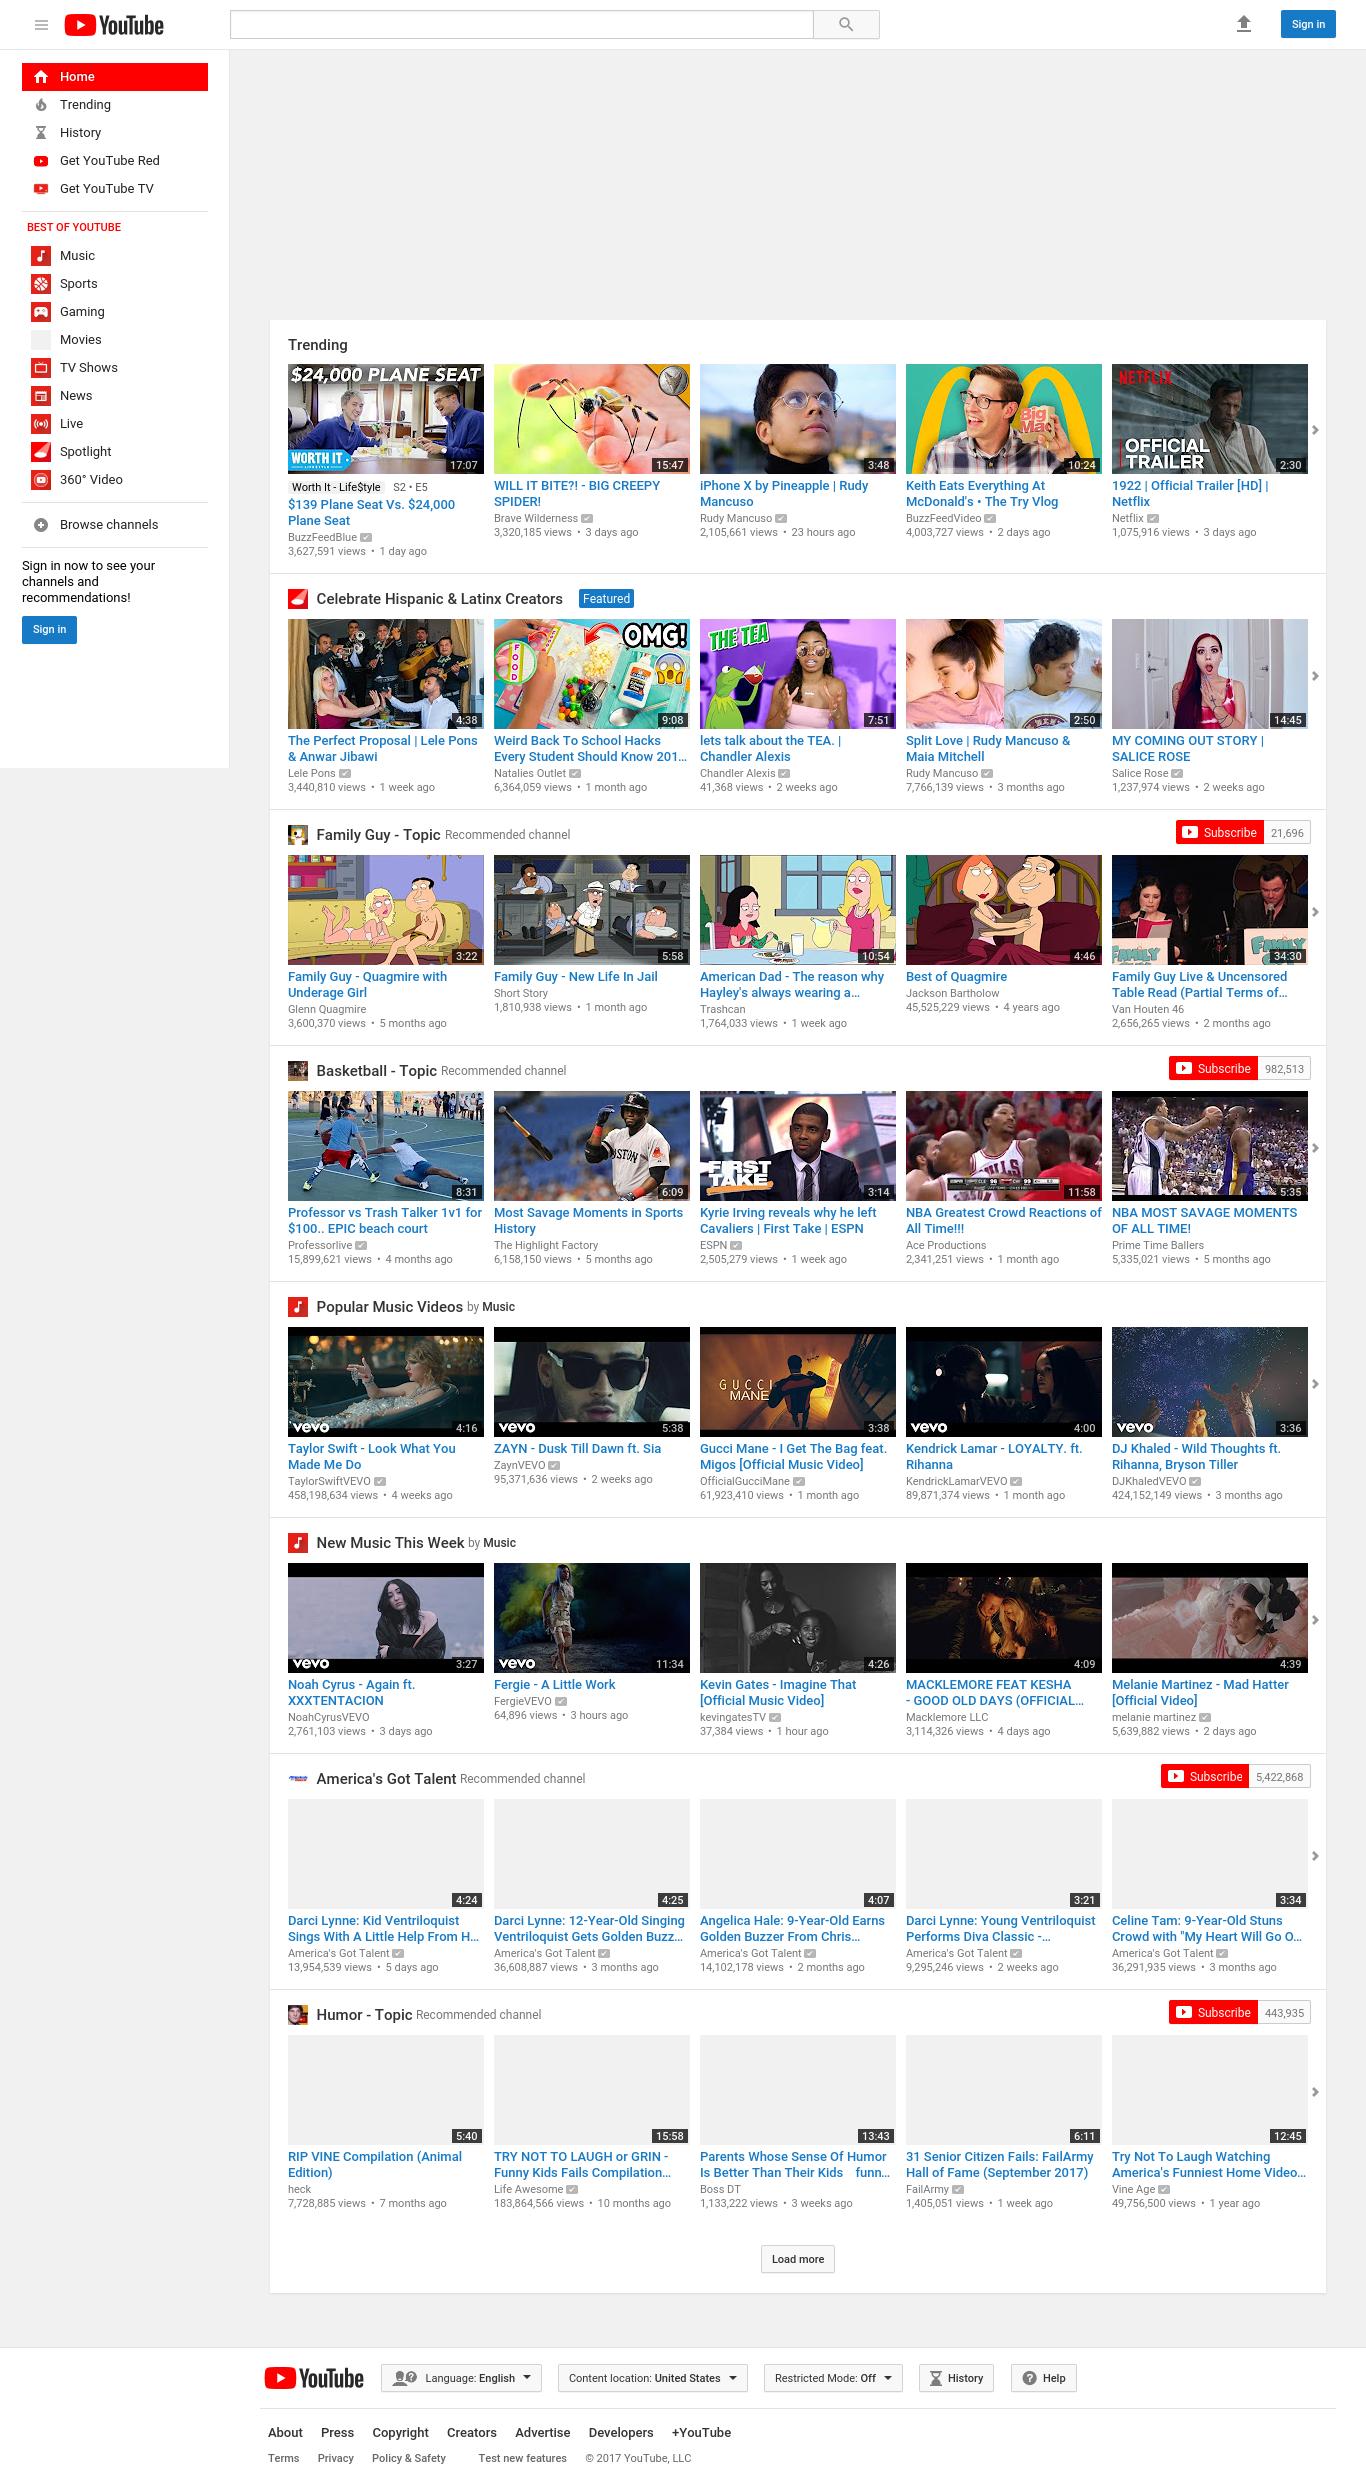 YouTube
Sign in
Home
Trending
History
Get YouTube Red
Get YouTube TV
BEST OF YOUTUBE
Music
Sports
Gaming
Movies
TV Shows
News
Live
Spotlight
360° Video
Browse channels
Sign in now to see your
channels and
recommendations!
Sign in
Trending
$24,000 PLANE SEAT
WORTH IT
17:07
15:47
3:48
Big Mac
10:24
NETFLIX
OFFICIAL
TRAILER
2:30
Worth It - Life$tyle S2 • E5
$139 Plane Seat Vs. $24,000
Plane Seat
BuzzFeedBlue
3,627,591 views • 1 day ago
WILL IT BITE?! - BIG CREEPY
SPIDER!
Brave Wilderness
3,320,185 views • 3 days ago
iPhone X by Pineapple | Rudy
Mancuso
Rudy Mancuso
2,105,661 views • 23 hours ago
Keith Eats Everything At
McDonald's • The Try Vlog
BuzzFeedVideo
4,003,727 views • 2 days ago
1922 | Official Trailer [HD] |
Netflix
Netflix
1,075,916 views • 3 days ago
Celebrate Hispanic & Latinx Creators Featured
4:38
FOOD
OMG!
9:08
THE TEA
7:51
2:50
14:45
The Perfect Proposal | Lele Pons
& Anwar Jibawi
Lele Pons
3,440,810 views • 1 week ago
Weird Back To School Hacks
Every Student Should Know 201...
Natalies Outlet
6,364,059 views • 1 month ago
lets talk about the TEA. |
Chandler Alexis
Chandler Alexis
41,368 views • 2 weeks ago
Split Love | Rudy Mancuso &
Maia Mitchell
Rudy Mancuso
7,766,139 views • 3 months ago
MY COMING OUT STORY |
SALICE ROSE
Salice Rose
1,237,974 views • 2 weeks ago
Family Guy - Topic Recommended channel
Subscribe 21,696
3:22
5:58
10:54
4:46
FAMILY
FAMILY
34:30
Family Guy - Quagmire with
Underage Girl
Glenn Quagmire
3,600,370 views • 5 months ago
Family Guy - New Life In Jail
Short Story
1,810,938 views • 1 month ago
American Dad - The reason why
Hayley's always wearing a...
Trashcan
1,764,033 views • 1 week ago
Best of Quagmire
Jackson Bartholow
45,525,229 views • 4 years ago
Family Guy Live & Uncensored
Table Read (Partial Terms of...
Van Houten 46
2,656,265 views • 2 months ago
Basketball - Topic Recommended channel
Subscribe 982,513
8:31
6:09
FIRST
TAKE
3:14
11:58
5:35
Professor vs Trash Talker 1v1 for
$100.. EPIC beach court
Professorlive
15,899,621 views • 4 months ago
Most Savage Moments in Sports
History
The Highlight Factory
6,158,150 views • 5 months ago
Kyrie Irving reveals why he left
Cavaliers | First Take | ESPN
ESPN
2,505,279 views • 1 week ago
NBA Greatest Crowd Reactions of
All Time!!!
Ace Productions
2,341,251 views • 1 month ago
NBA MOST SAVAGE MOMENTS
OF ALL TIME!
Prime Time Ballers
5,335,021 views • 5 months ago
Popular Music Videos by Music
vevo
4:16
vevo
5:38
GUCCI
MANE
3:38
vevo
4:00
vevo
3:36
Taylor Swift - Look What You
Made Me Do
TaylorSwiftVEVO
458,198,634 views • 4 weeks ago
ZAYN - Dusk Till Dawn ft. Sia
ZaynVEVO
95,371,636 views • 2 weeks ago
Gucci Mane - I Get The Bag feat.
Migos [Official Music Video]
OfficialGucciMane
61,923,410 views • 1 month ago
Kendrick Lamar - LOYALTY. ft.
Rihanna
KendrickLamarVEVO
89,871,374 views • 1 month ago
DJ Khaled - Wild Thoughts ft.
Rihanna, Bryson Tiller
DJKhaledVEVO
424,152,149 views • 3 months ago
New Music This Week by Music
vevo
3:27
vevo
11:34
4:26
4:09
4:39
Noah Cyrus - Again ft.
XXXTENTACION
NoahCyrusVEVO
2,761,103 views • 3 days ago
Fergie - A Little Work
FergieVEVO
64,896 views • 3 hours ago
Kevin Gates - Imagine That
[Official Music Video]
kevingatesTV
37,384 views • 1 hour ago
MACKLEMORE FEAT KESHA
- GOOD OLD DAYS (OFFICIAL...
Macklemore LLC
3,114,326 views • 4 days ago
Melanie Martinez - Mad Hatter
[Official Video]
melanie martinez
5,639,882 views • 2 days ago
America's Got Talent Recommended channel
Subscribe 5,422,868
4:24
4:25
4:07
3:21
3:34
Darci Lynne: Kid Ventriloquist
Sings With A Little Help From H...
America's Got Talent
13,954,539 views • 5 days ago
Darci Lynne: 12-Year-Old Singing
Ventriloquist Gets Golden Buzz...
America's Got Talent
36,608,887 views • 3 months ago
Angelica Hale: 9-Year-Old Earns
Golden Buzzer From Chris...
America's Got Talent
14,102,178 views • 2 months ago
Darci Lynne: Young Ventriloquist
Performs Diva Classic -...
America's Got Talent
9,295,246 views • 2 weeks ago
Celine Tam: 9-Year-Old Stuns
Crowd with "My Heart Will Go O...
America's Got Talent
36,291,935 views • 3 months ago
Humor - Topic Recommended channel
Subscribe 443,935
5:40
15:58
13:43
6:11
12:45
RIP VINE Compilation (Animal
Edition)
heck
7,728,885 views • 7 months ago
TRY NOT TO LAUGH or GRIN -
Funny Kids Fails Compilation...
Life Awesome
183,864,566 views • 10 months ago
Parents Whose Sense Of Humor
Is Better Than Their Kids funn...
Boss DT
1,133,222 views • 3 weeks ago
31 Senior Citizen Fails: FailArmy
Hall of Fame (September 2017)
FailArmy
1,405,051 views • 1 week ago
Try Not To Laugh Watching
America's Funniest Home Video...
Vine Age
49,756,500 views • 1 year ago
Load more
YouTube
Language: English
Content location: United States
Restricted Mode: Off
History
Help
About Press Copyright Creators Advertise Developers +YouTube
Terms Privacy Policy & Safety Test new features © 2017 YouTube, LLC